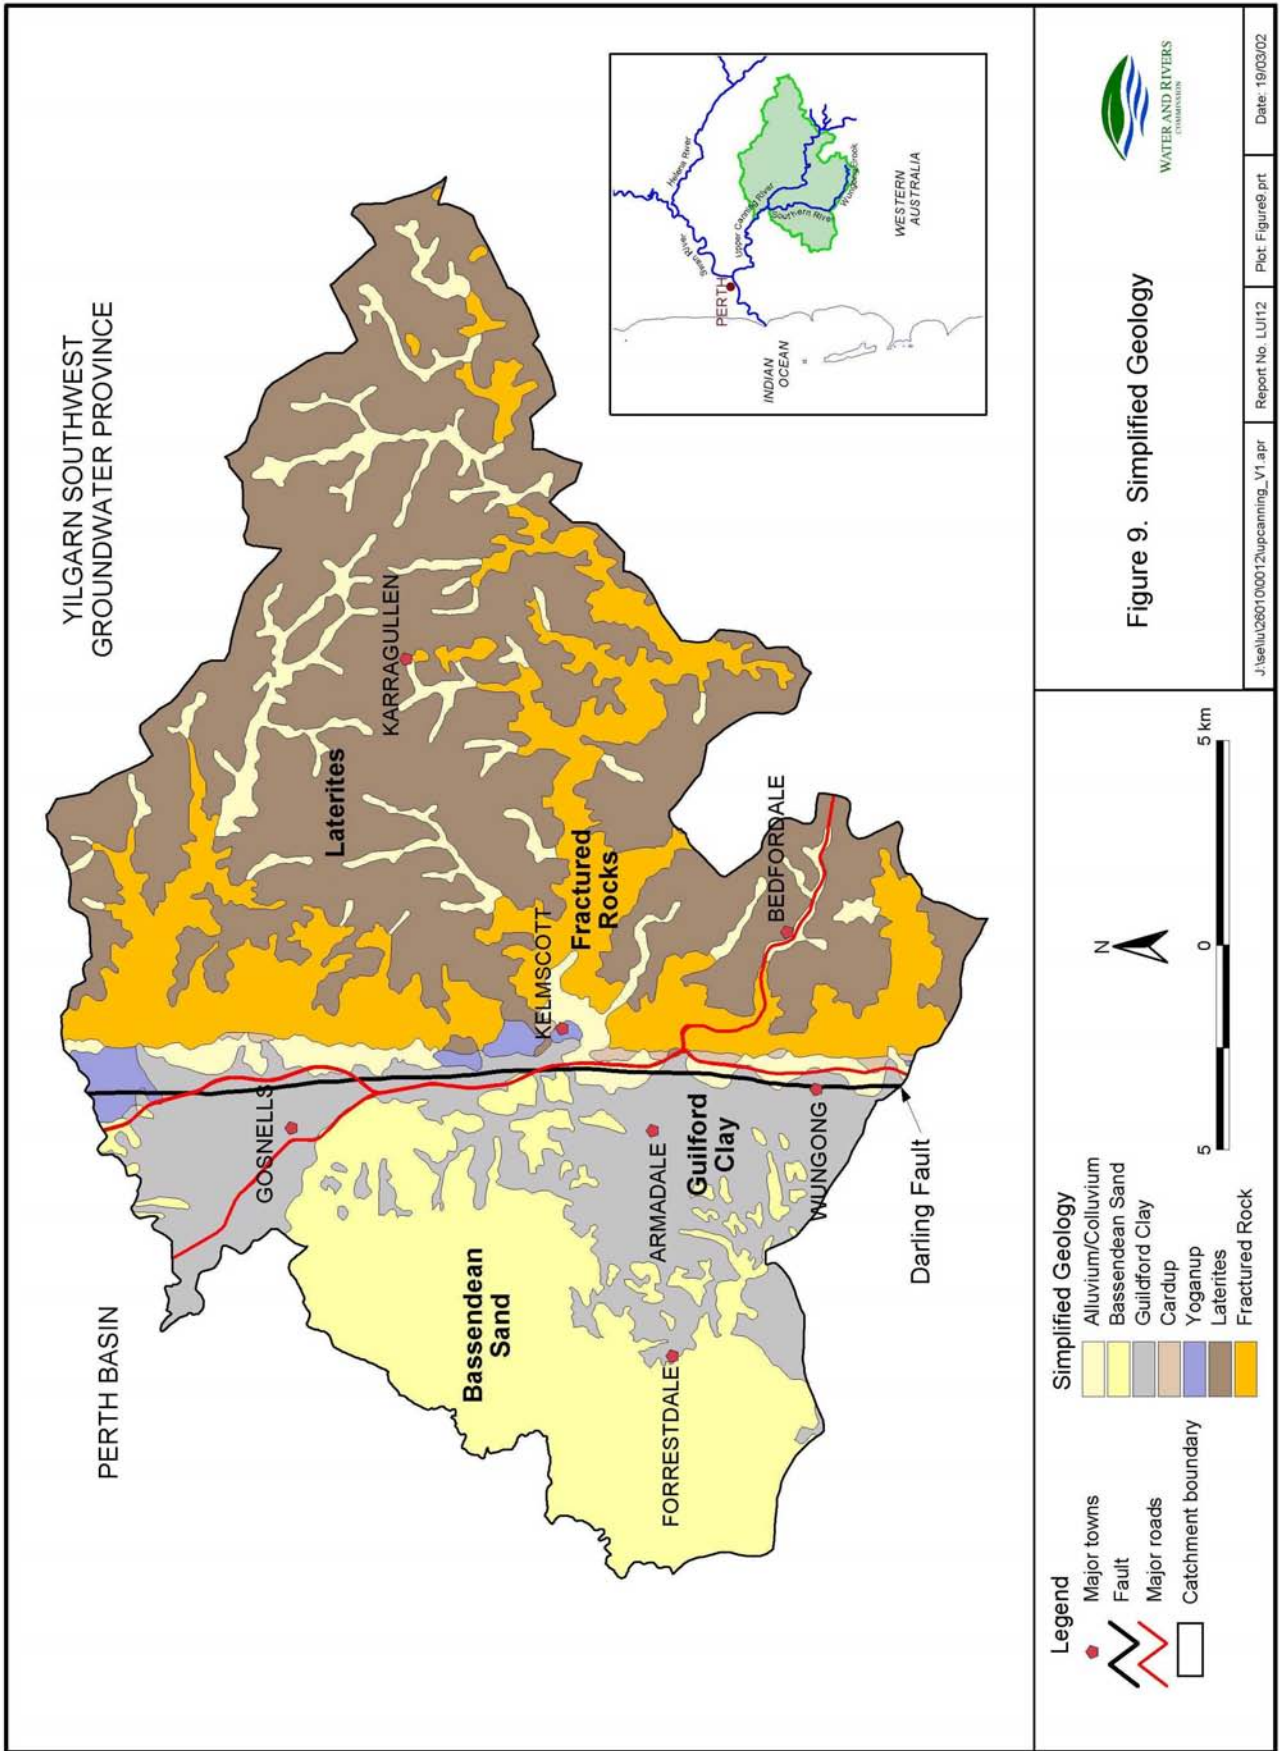 YILGARN SOUTHWEST
GROUNDWATER PROVINCE
PERTH BASIN
Laterites
KARRAGULLEN
GOSNELLS
Bassendean
Sand
KELMSCOTT
Fractured
Rocks
ARMADALE
Guilford
Clay
FORRESTDALE
BEDFORDALE
WUNGONG
Darling Fault
Helena River
Swan River
PERTH
Upper Canning River
Southern River
Wungong Brook
INDIAN
OCEAN
WESTERN
AUSTRALIA
Legend
Major towns
Fault
Major roads
Catchment boundary
Simplified Geology
Alluvium/Colluvium
Bassendean Sand
Guildford Clay
Cardup
Yoganup
Laterites
Fractured Rock
N
5 0 5 km
Figure 9. Simplified Geology
WATER AND RIVERS
COMMISSION
J:\se\lu\26010\0012\upcanning_V1.apr
Report No. LUI12
Plot: Figure9.prt
Date: 19/03/02